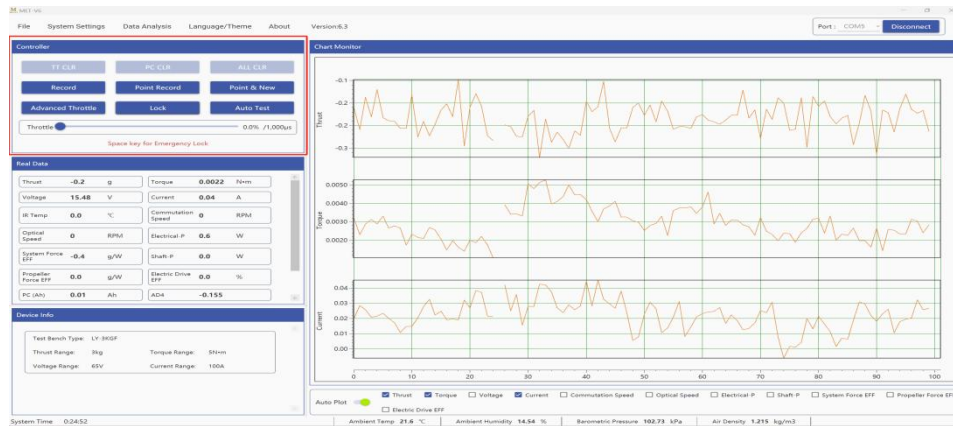 MKT-V6
File System Settings Data Analysis Language/Theme About Version:6.3 Port : COM5 Disconnect
Controller
TT CLR PC CLR ALL CLR
Record Point Record Point & New
Advanced Throttle Lock Auto Test
Throttle 0.0% /1,000μs
Space key for Emergency Lock
Real Data
Thrust -0.2 g Torque 0.0022 N•m
Voltage 15.48 V Current 0.04 A
IR Temp 0.0 ℃ Commutation Speed 0 RPM
Optical Speed 0 RPM Electrical-P 0.6 W
System Force EFF -0.4 g/W Shaft-P 0.0 W
Propeller Force EFF 0.0 g/W Electric Drive EFF 0.0 %
PC (Ah) 0.01 Ah AD4 -0.155
Device Info
Test Bench Type: LY-3KGF
Thrust Range: 3kg Torque Range: 5N•m
Voltage Range: 65V Current Range: 100A
Chart Monitor
Thrust
-0.1
-0.2
-0.2
-0.3
Torque
0.0050
0.0030
0.0020
Current
0.04
0.03
0.02
0.01
0.00
0 10 20 30 40 50 60 70 80 90 100
Auto Plot Thrust Torque Voltage Current Commutation Speed Optical Speed Electrical-P Shaft-P System Force EFF Propeller Force EF
Electric Drive EFF
System Time 0:24:52 Ambient Temp 21.6 ℃ Ambient Humidity 14.54 % Barometric Pressure 102.73 kPa Air Density 1.215 kg/m3